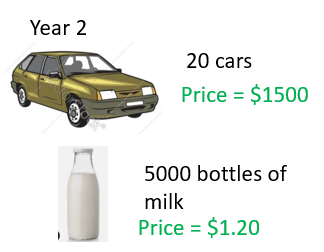 Year 2
20 cars
Price = $1500
5000 bottles of
milk
Price = $1.20